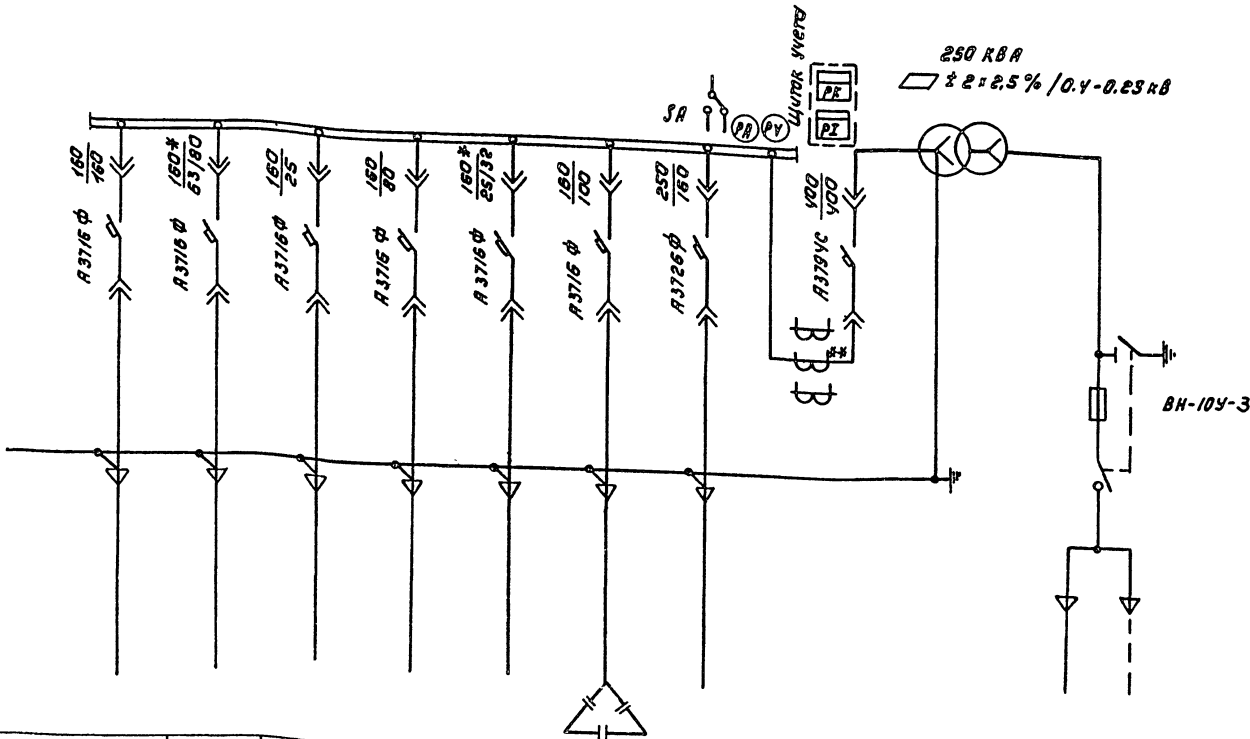 Щиток учета
250 кВА
± 2×2,5% / 0.4-0.23 кВ
SA
PA
PV
PK
PI
160
160
160*
63/80
160
25
160
80
160*
25/32
160
100
250
160
400
400
А3716Ф
А3716Ф
А3716Ф
А3716Ф
А3716Ф
А3716Ф
А3726Ф
А3794С
**
ВН-10У-3